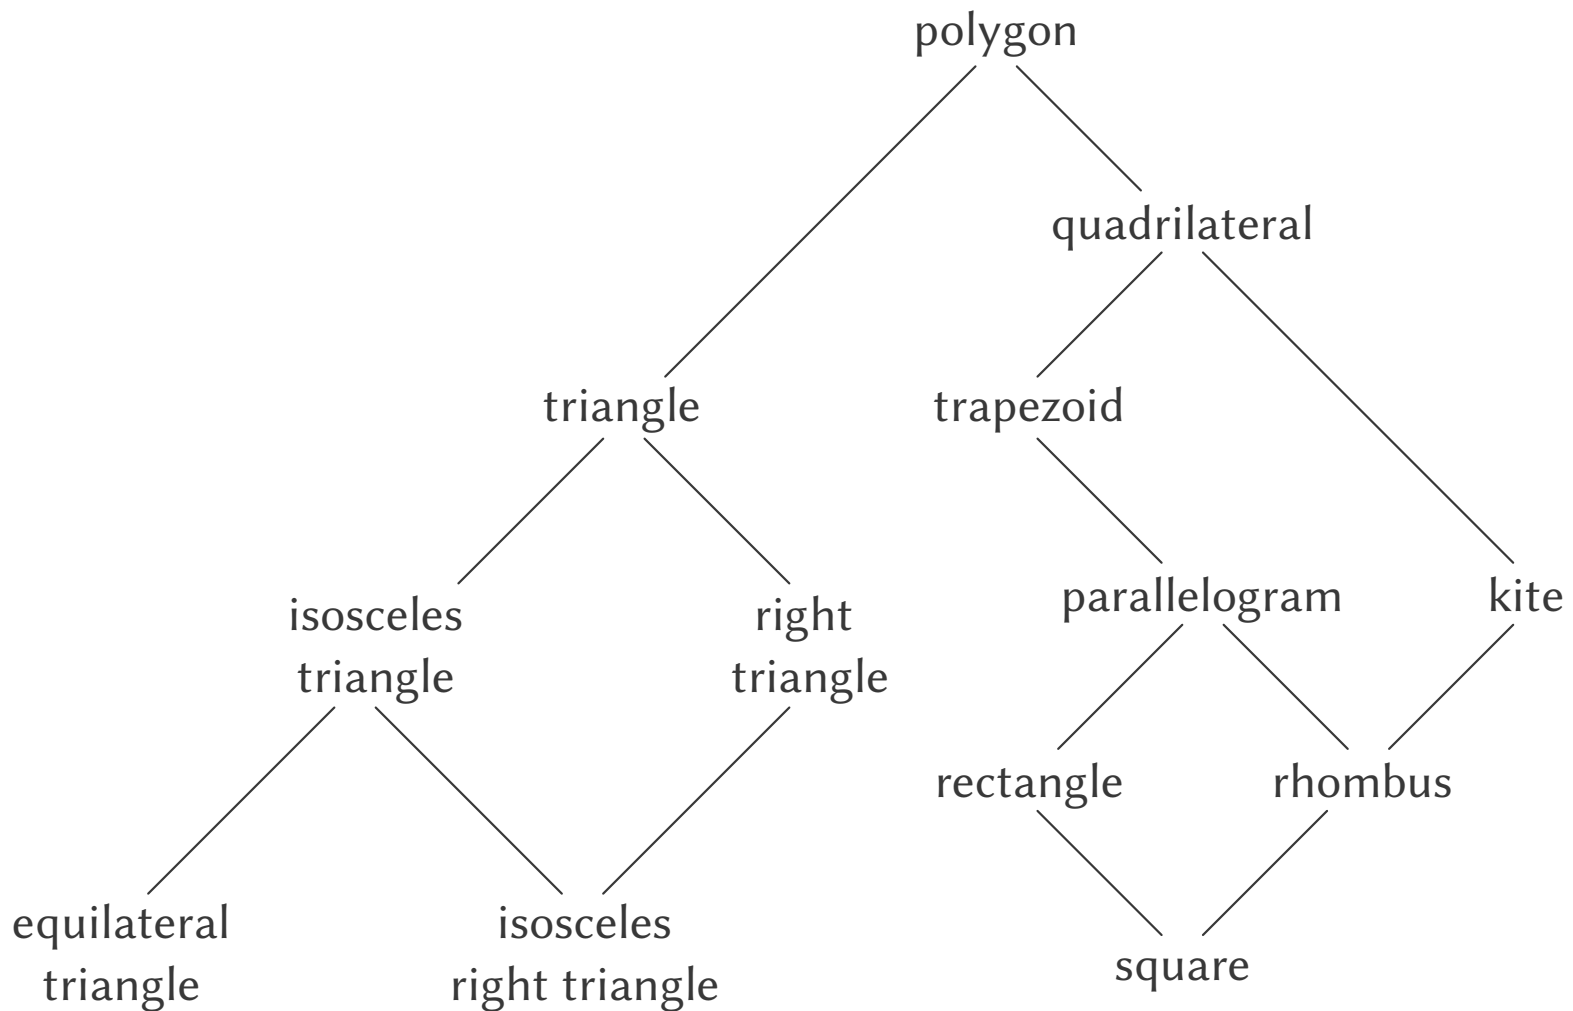 polygon
quadrilateral
triangle
trapezoid
isosceles
triangle
right
triangle
parallelogram
kite
rectangle
rhombus
equilateral
triangle
isosceles
right triangle
square